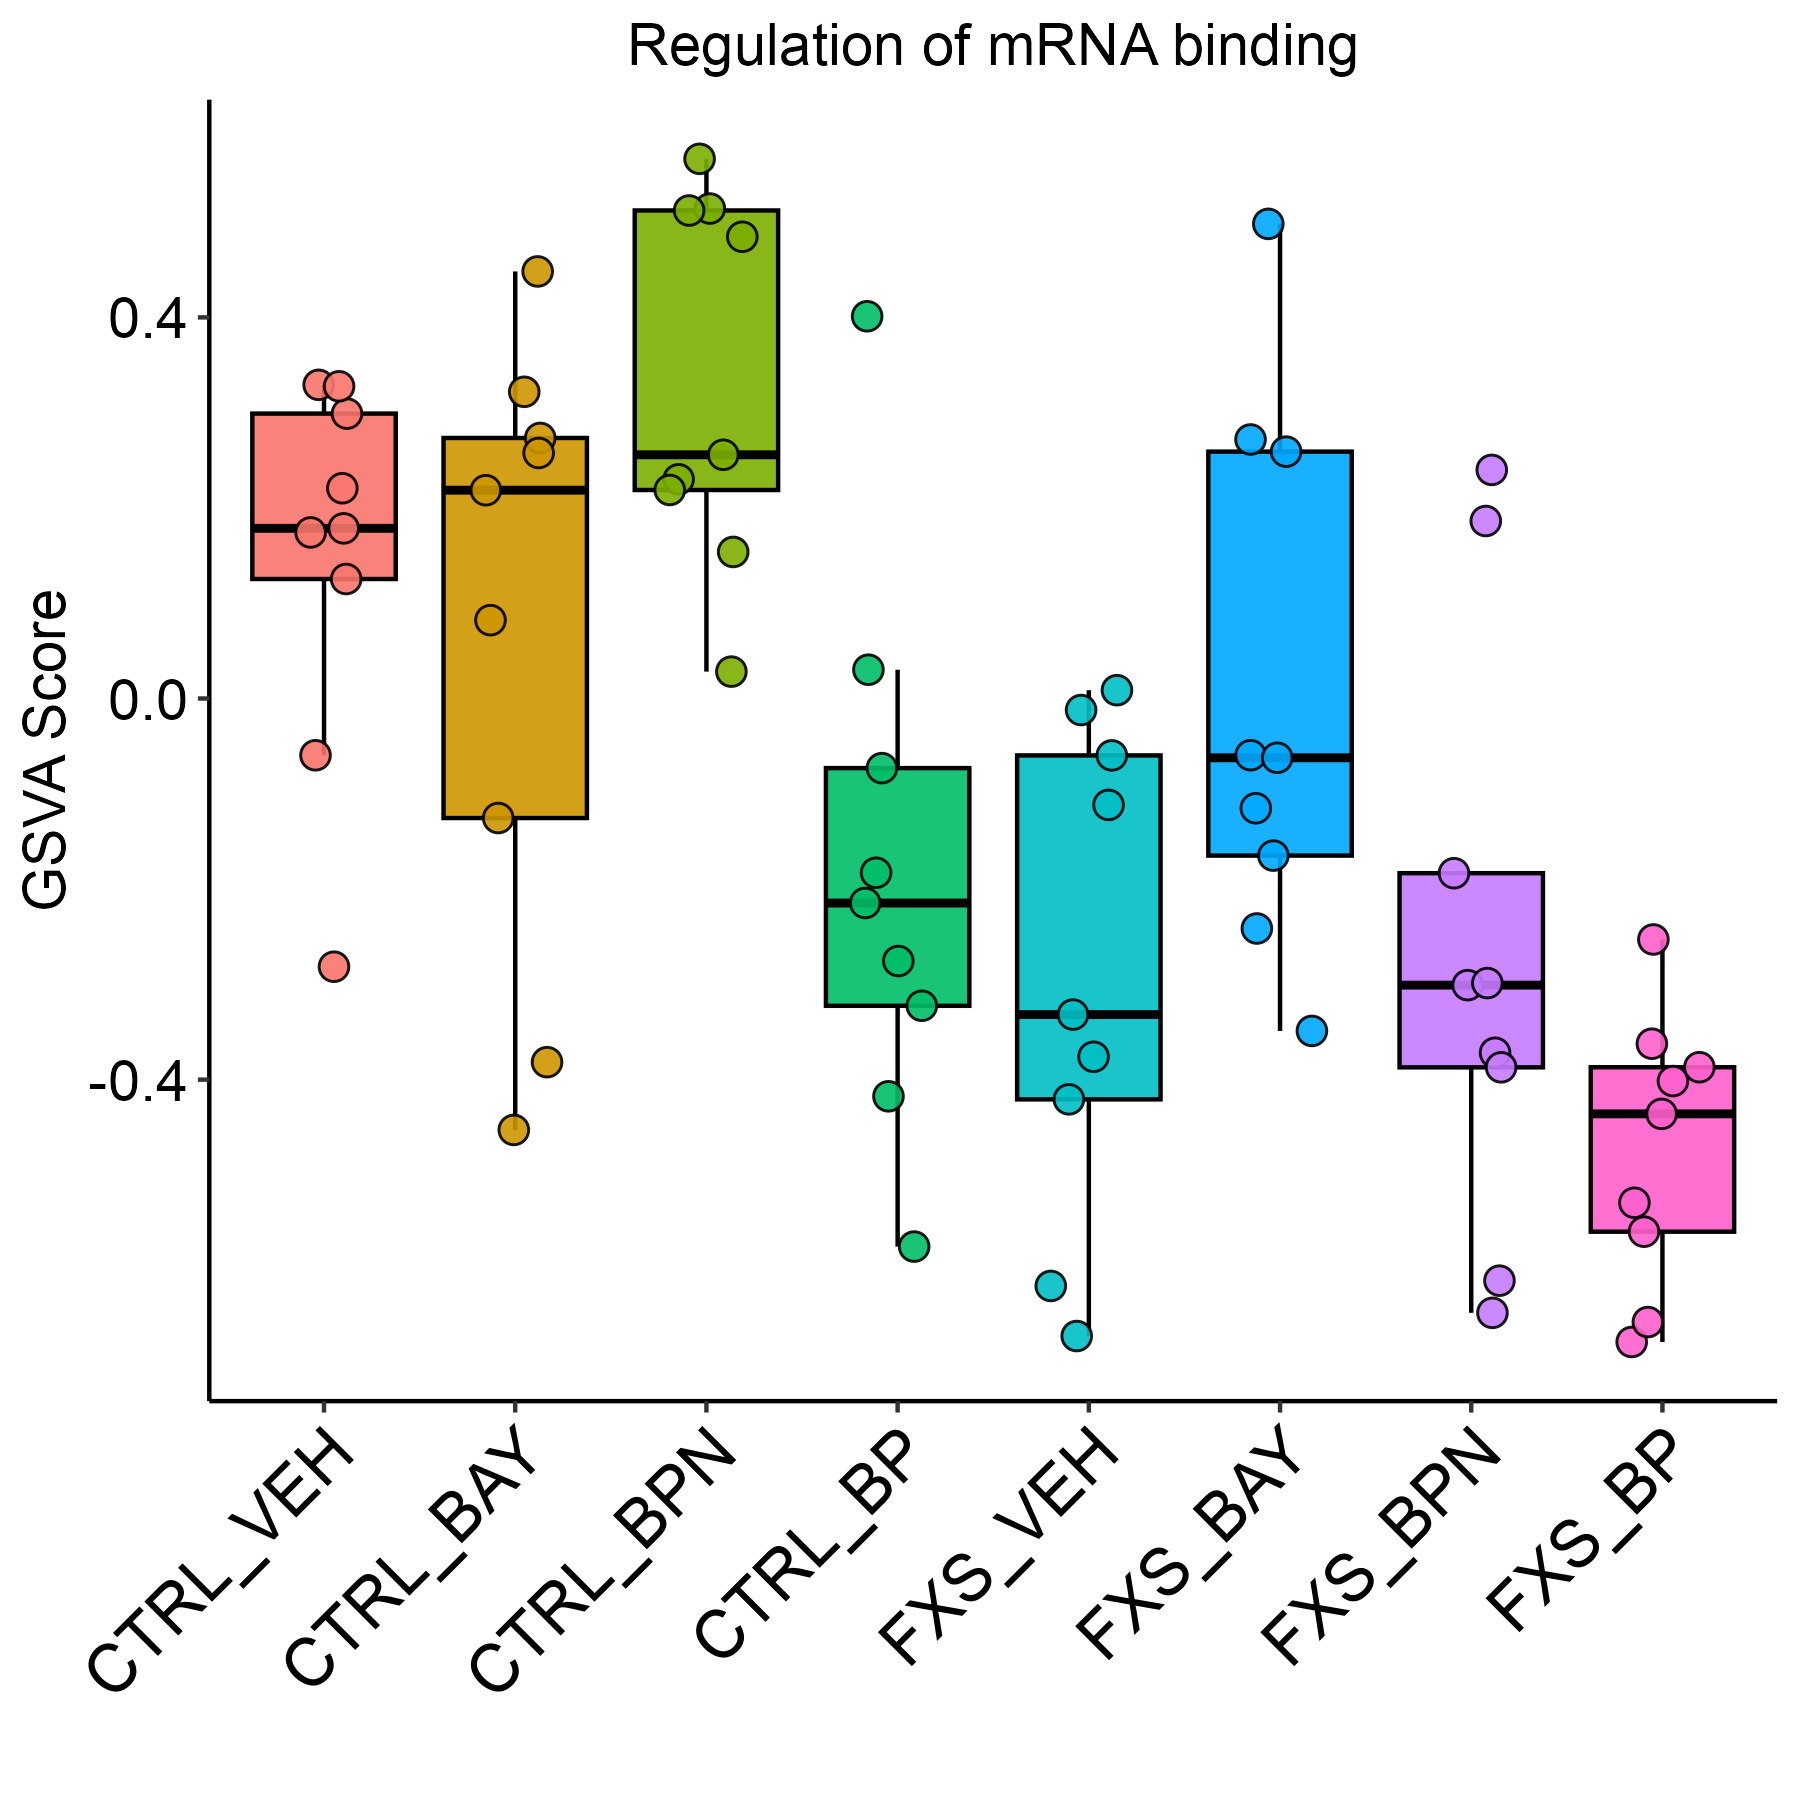 Regulation of mRNA binding
GSVA Score
0.4
0.0
-0.4
CTRL_VEH
CTRL_BAY
CTRL_BPN
CTRL_BP
FXS_VEH
FXS_BAY
FXS_BPN
FXS_BP